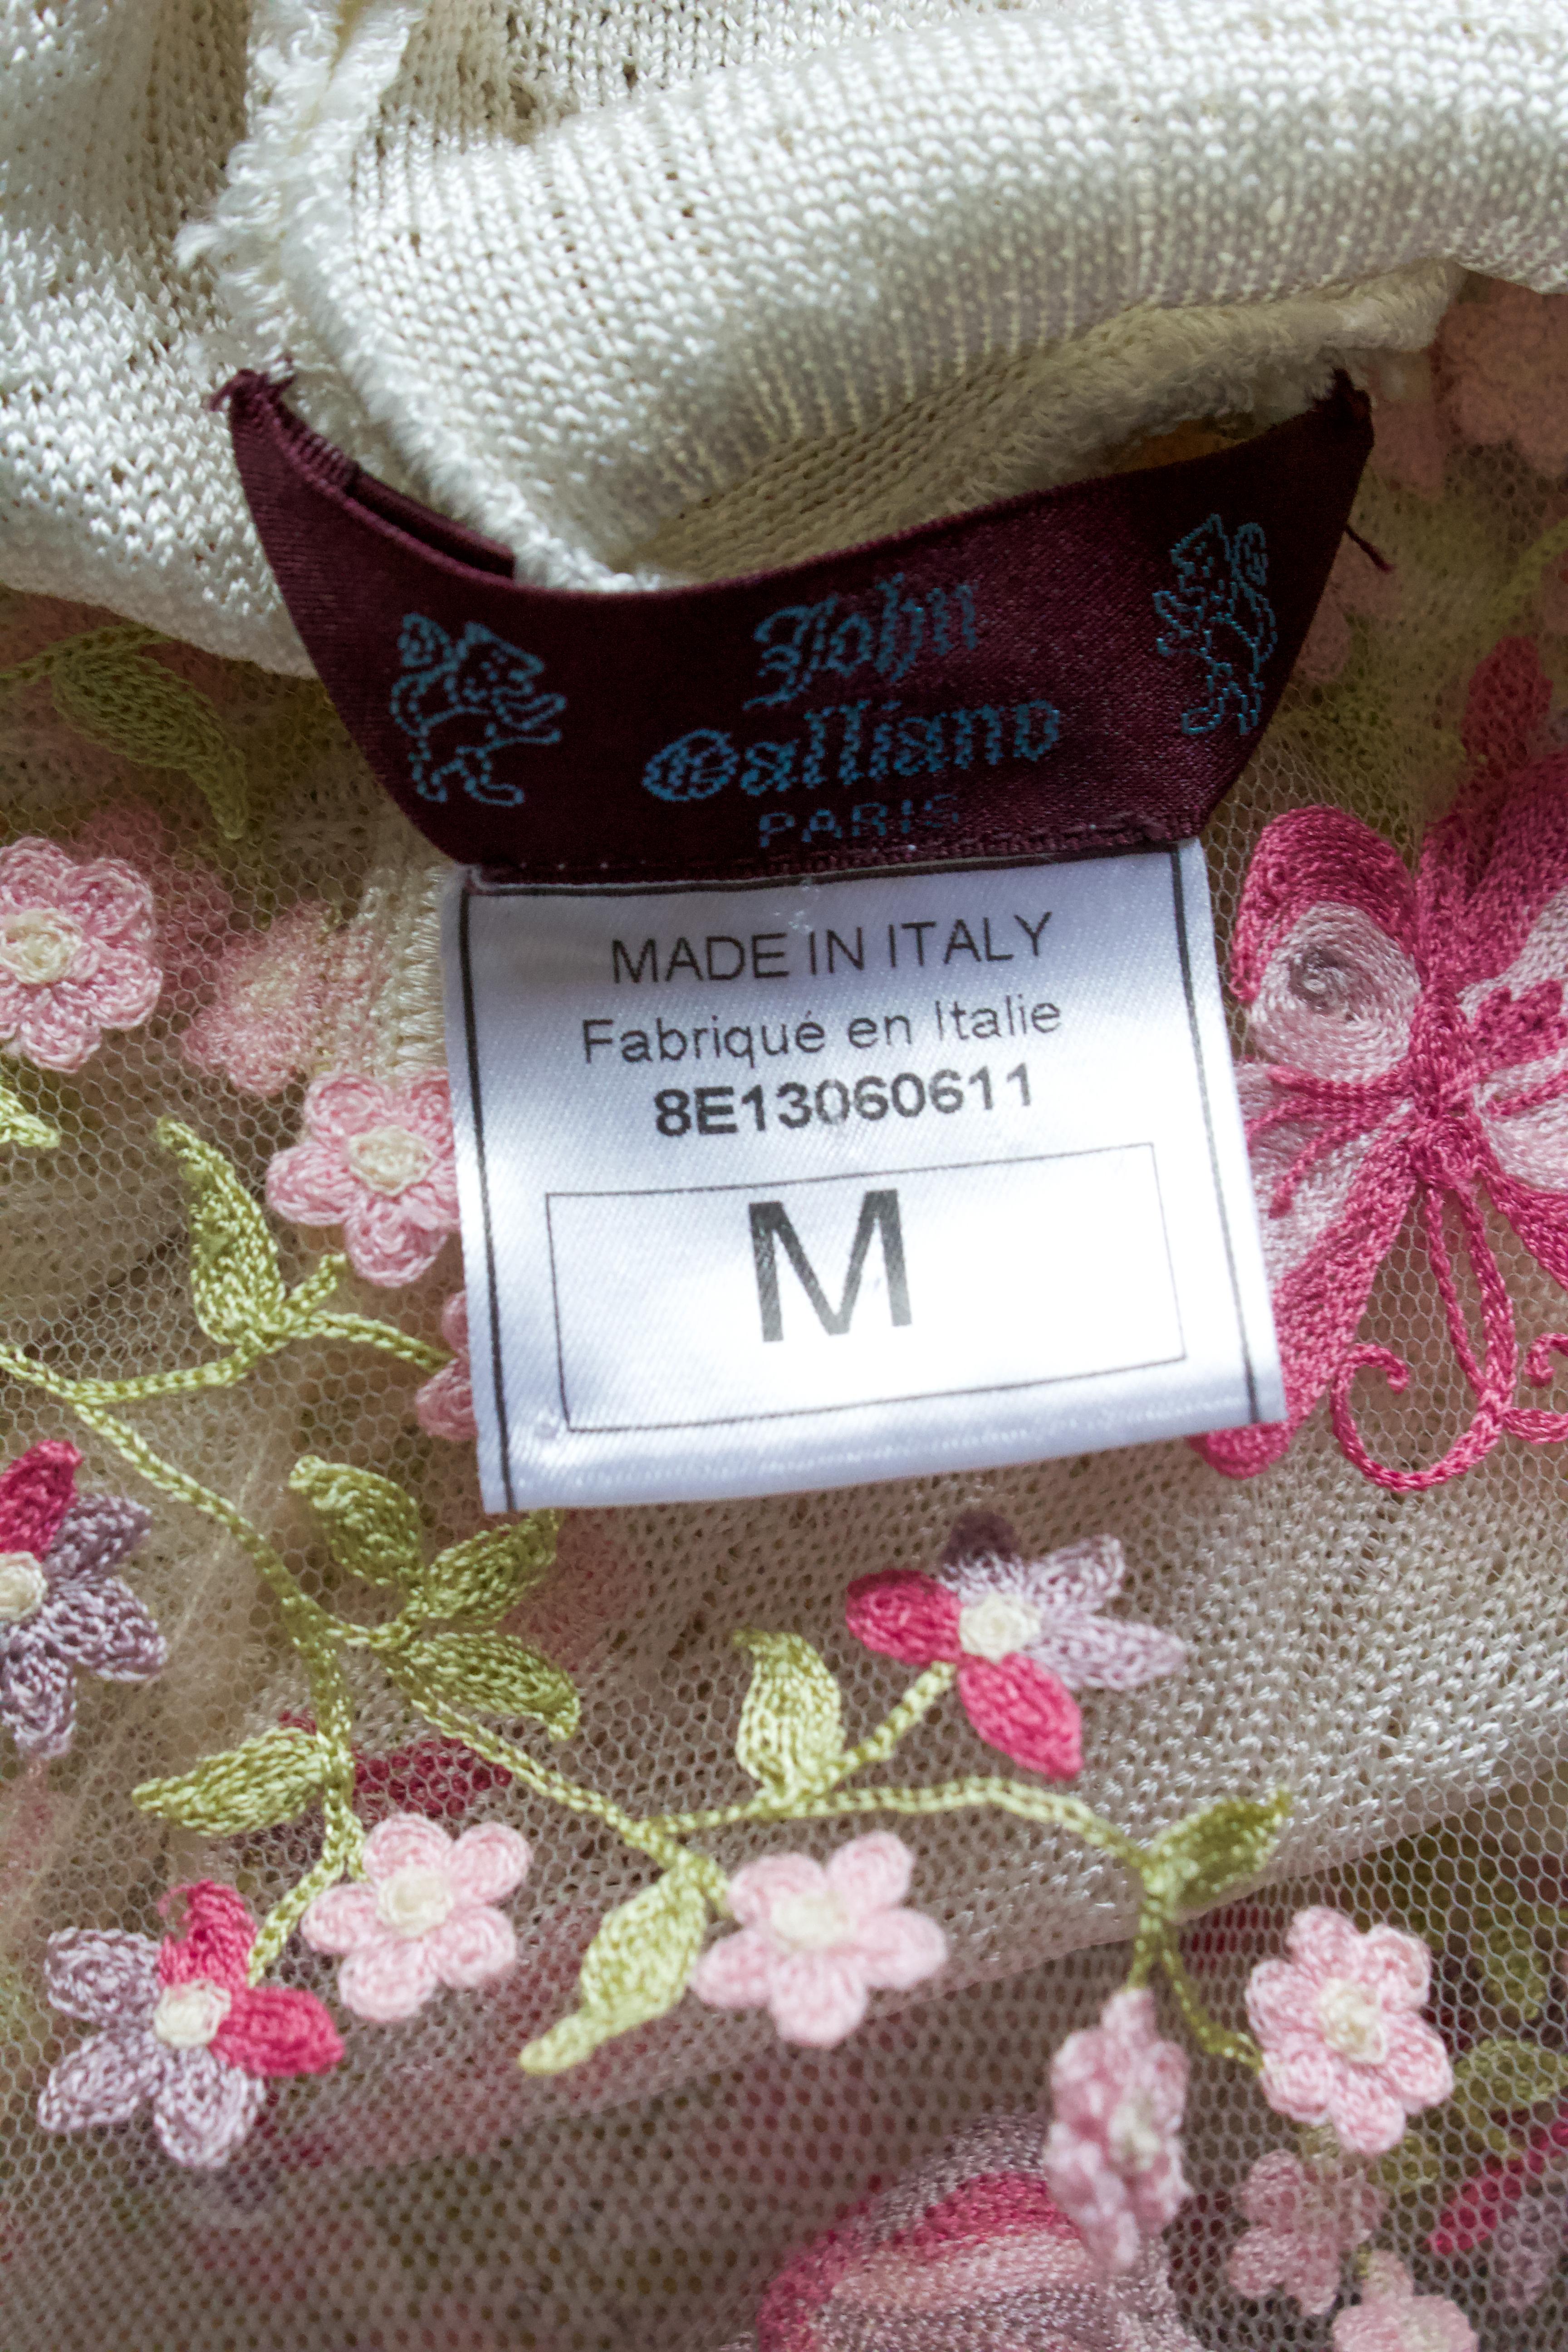 John
Galliano
PARIS
MADE IN ITALY
Fabriqué en Italie
8E13060611
M